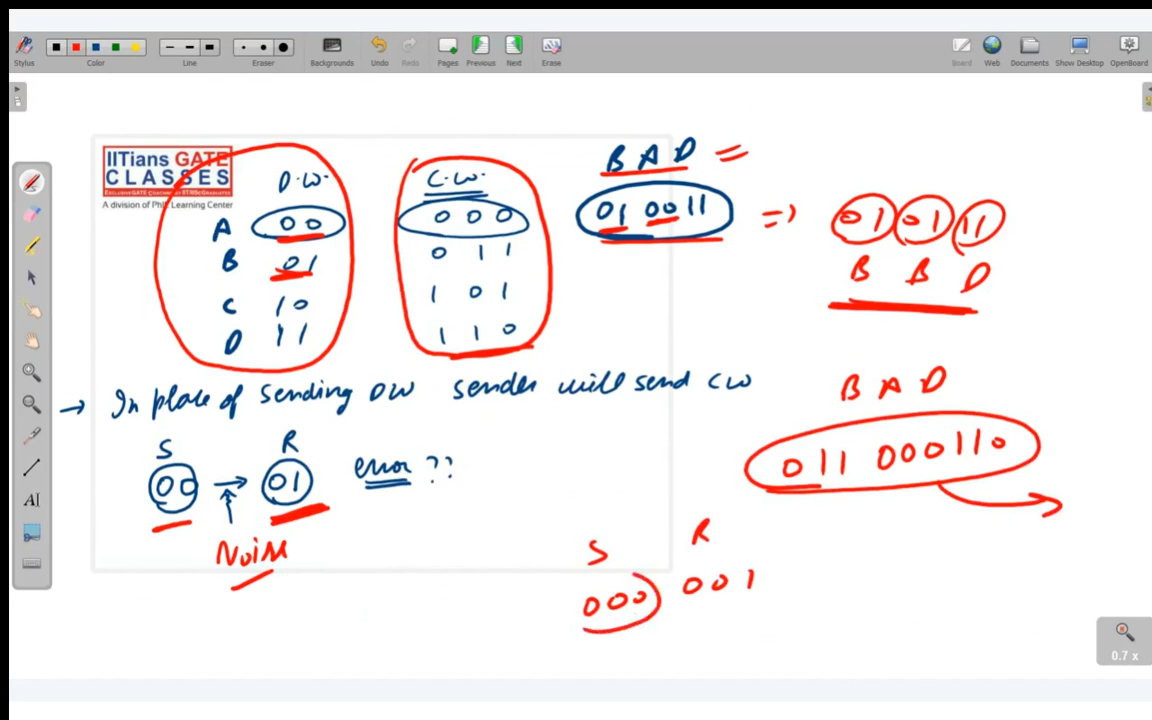 Stylus
Color
Line
Eraser
Backgrounds
Undo
Redo
Pages
Previous
Next
Erase
Board
Web
Documents
Show Desktop
OpenBoard
IITians GATE
CLASSES
A division of PhIE Learning Center
D.W. C.W.
A 00 000
B 01 011
C 10 101
D 11 110
BAD =
01 00 11 => 01 01 11
B B D
→ In place of sending DW sender will send CW
BAD
011 000110
S R
00 → 01 error ??
Noise
S R
000 001
0.7 x